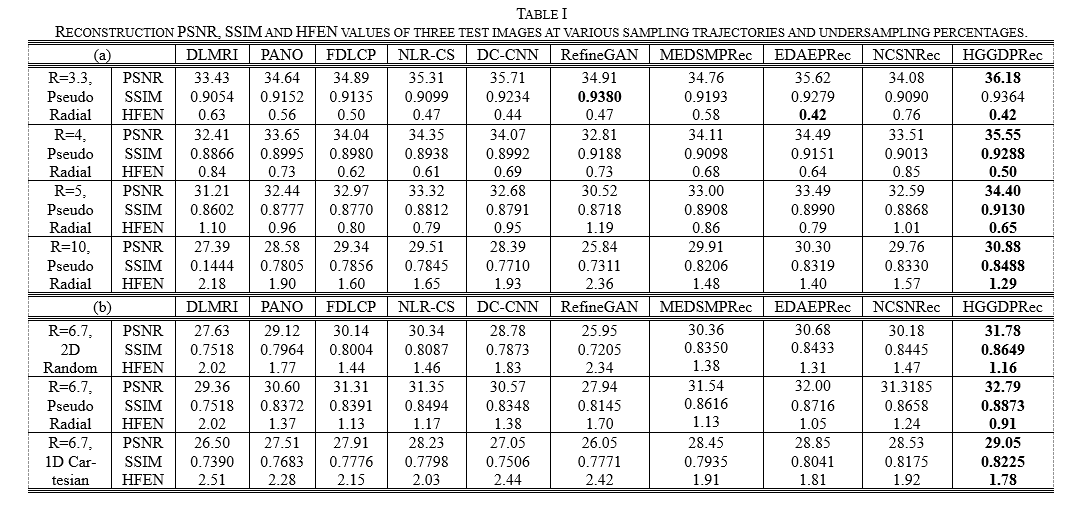 TABLE I
RECONSTRUCTION PSNR, SSIM AND HFEN VALUES OF THREE TEST IMAGES AT VARIOUS SAMPLING TRAJECTORIES AND UNDERSAMPLING PERCENTAGES.
(a) DLMRI PANO FDLCP NLR-CS DC-CNN RefineGAN MEDSMPRec EDAEPRec NCSNRec HGGDPRec
R=3.3, PSNR 33.43 34.64 34.89 35.31 35.71 34.91 34.76 35.62 34.08 36.18
Pseudo SSIM 0.9054 0.9152 0.9135 0.9099 0.9234 0.9380 0.9193 0.9279 0.9090 0.9364
Radial HFEN 0.63 0.56 0.50 0.47 0.44 0.47 0.58 0.42 0.76 0.42
R=4, PSNR 32.41 33.65 34.04 34.35 34.07 32.81 34.11 34.49 33.51 35.55
Pseudo SSIM 0.8866 0.8995 0.8980 0.8938 0.8992 0.9188 0.9098 0.9151 0.9013 0.9288
Radial HFEN 0.84 0.73 0.62 0.61 0.69 0.73 0.68 0.64 0.85 0.50
R=5, PSNR 31.21 32.44 32.97 33.32 32.68 30.52 33.00 33.49 32.59 34.40
Pseudo SSIM 0.8602 0.8777 0.8770 0.8812 0.8791 0.8718 0.8908 0.8990 0.8868 0.9130
Radial HFEN 1.10 0.96 0.80 0.79 0.95 1.19 0.86 0.79 1.01 0.65
R=10, PSNR 27.39 28.58 29.34 29.51 28.39 25.84 29.91 30.30 29.76 30.88
Pseudo SSIM 0.1444 0.7805 0.7856 0.7845 0.7710 0.7311 0.8206 0.8319 0.8330 0.8488
Radial HFEN 2.18 1.90 1.60 1.65 1.93 2.36 1.48 1.40 1.57 1.29
(b) DLMRI PANO FDLCP NLR-CS DC-CNN RefineGAN MEDSMPRec EDAEPRec NCSNRec HGGDPRec
R=6.7, PSNR 27.63 29.12 30.14 30.34 28.78 25.95 30.36 30.68 30.18 31.78
2D SSIM 0.7518 0.7964 0.8004 0.8087 0.7873 0.7205 0.8350 0.8433 0.8445 0.8649
Random HFEN 2.02 1.77 1.44 1.46 1.83 2.34 1.38 1.31 1.47 1.16
R=6.7, PSNR 29.36 30.60 31.31 31.35 30.57 27.94 31.54 32.00 31.3185 32.79
Pseudo SSIM 0.7518 0.8372 0.8391 0.8494 0.8348 0.8145 0.8616 0.8716 0.8658 0.8873
Radial HFEN 2.02 1.37 1.13 1.17 1.38 1.70 1.13 1.05 1.24 0.91
R=6.7, PSNR 26.50 27.51 27.91 28.23 27.05 26.05 28.45 28.85 28.53 29.05
1D Car- SSIM 0.7390 0.7683 0.7776 0.7798 0.7506 0.7771 0.7935 0.8041 0.8175 0.8225
tesian HFEN 2.51 2.28 2.15 2.03 2.44 2.42 1.91 1.81 1.92 1.78